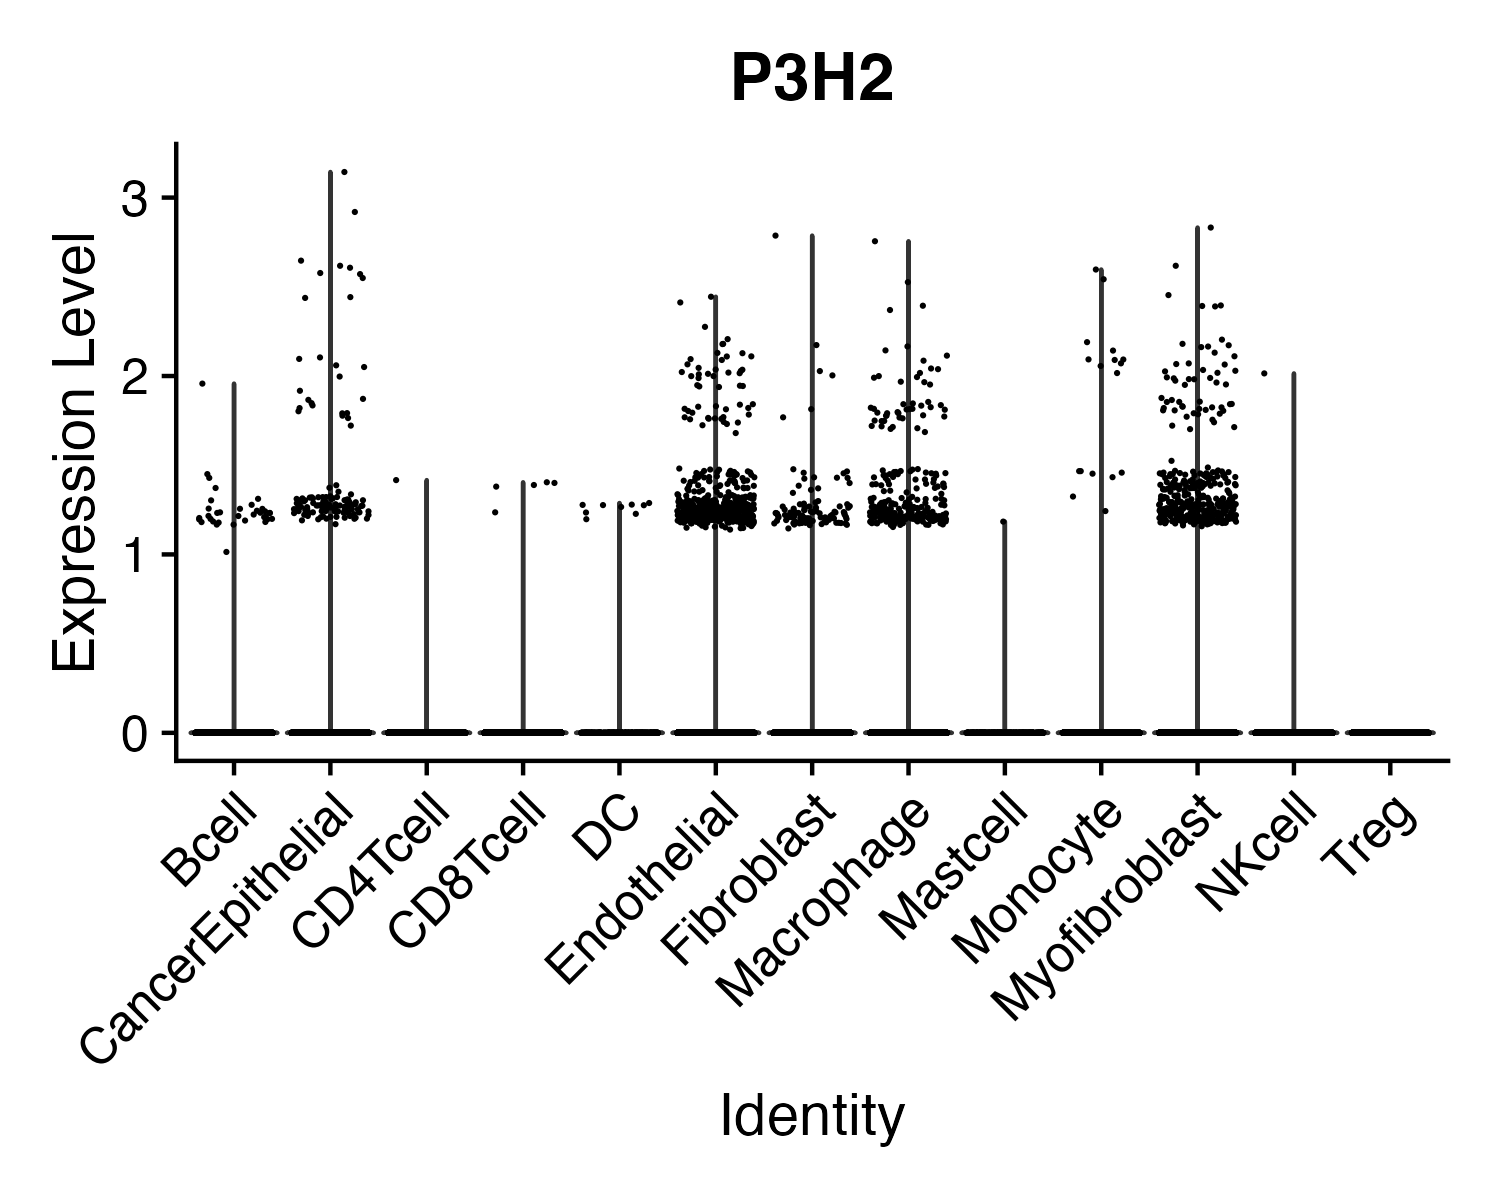 P3H2
Expression Level
3
2
1
0
Bcell
CancerEpithelial
CD4Tcell
CD8Tcell
DC
Endothelial
Fibroblast
Macrophage
Mastcell
Monocyte
Myofibroblast
NKcell
Treg
Identity